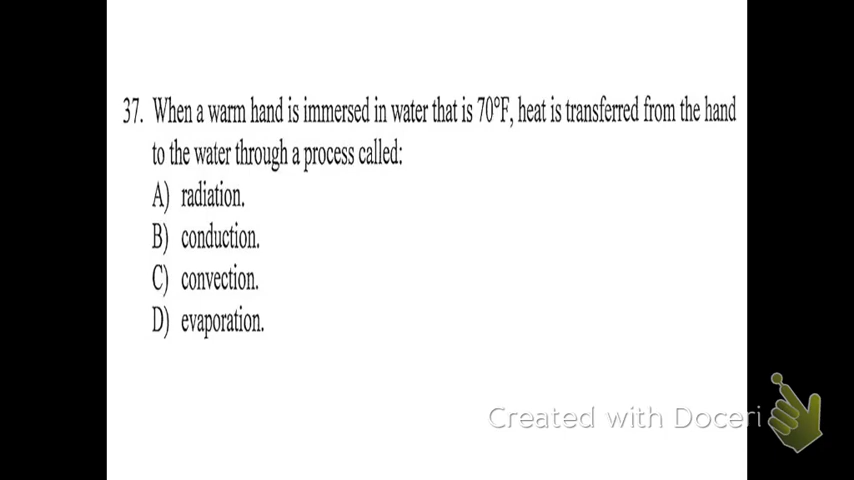 37. When a warm hand is immersed in water that is 70°F, heat is transferred from the hand
to the water through a process called:
A) radiation.
B) conduction.
C) convection.
D) evaporation.
Created with Doceri